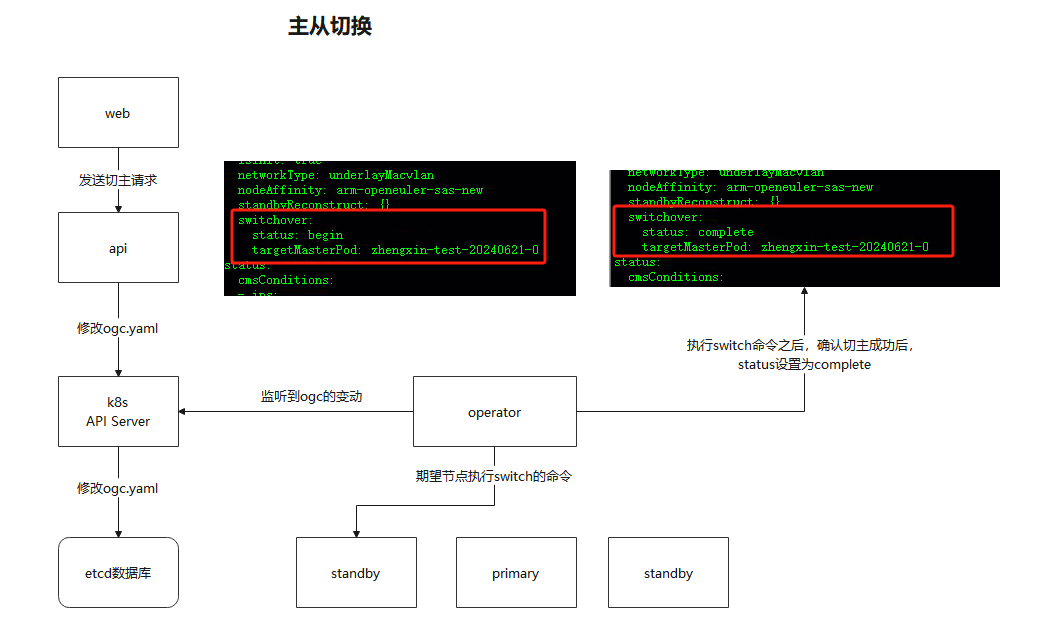 主从切换
web
发送切主请求
api
修改ogc.yaml
k8s
API Server
修改ogc.yaml
etcd数据库
isInit: true
networkType: underlayMacvlan
nodeAffinity: arm-openeuler-sas-new
standbyReconstruct: {}
switchover:
status: begin
targetMasterPod: zhengxin-test-20240621-0
status:
cmsConditions:
- ips:
networkType: underlayMacvlan
nodeAffinity: arm-openeuler-sas-new
standbyReconstruct: {}
switchover:
status: complete
targetMasterPod: zhengxin-test-20240621-0
status:
cmsConditions:
执行switch命令之后，确认切主成功后，
status设置为complete
监听到ogc的变动
operator
期望节点执行switch的命令
standby
primary
standby